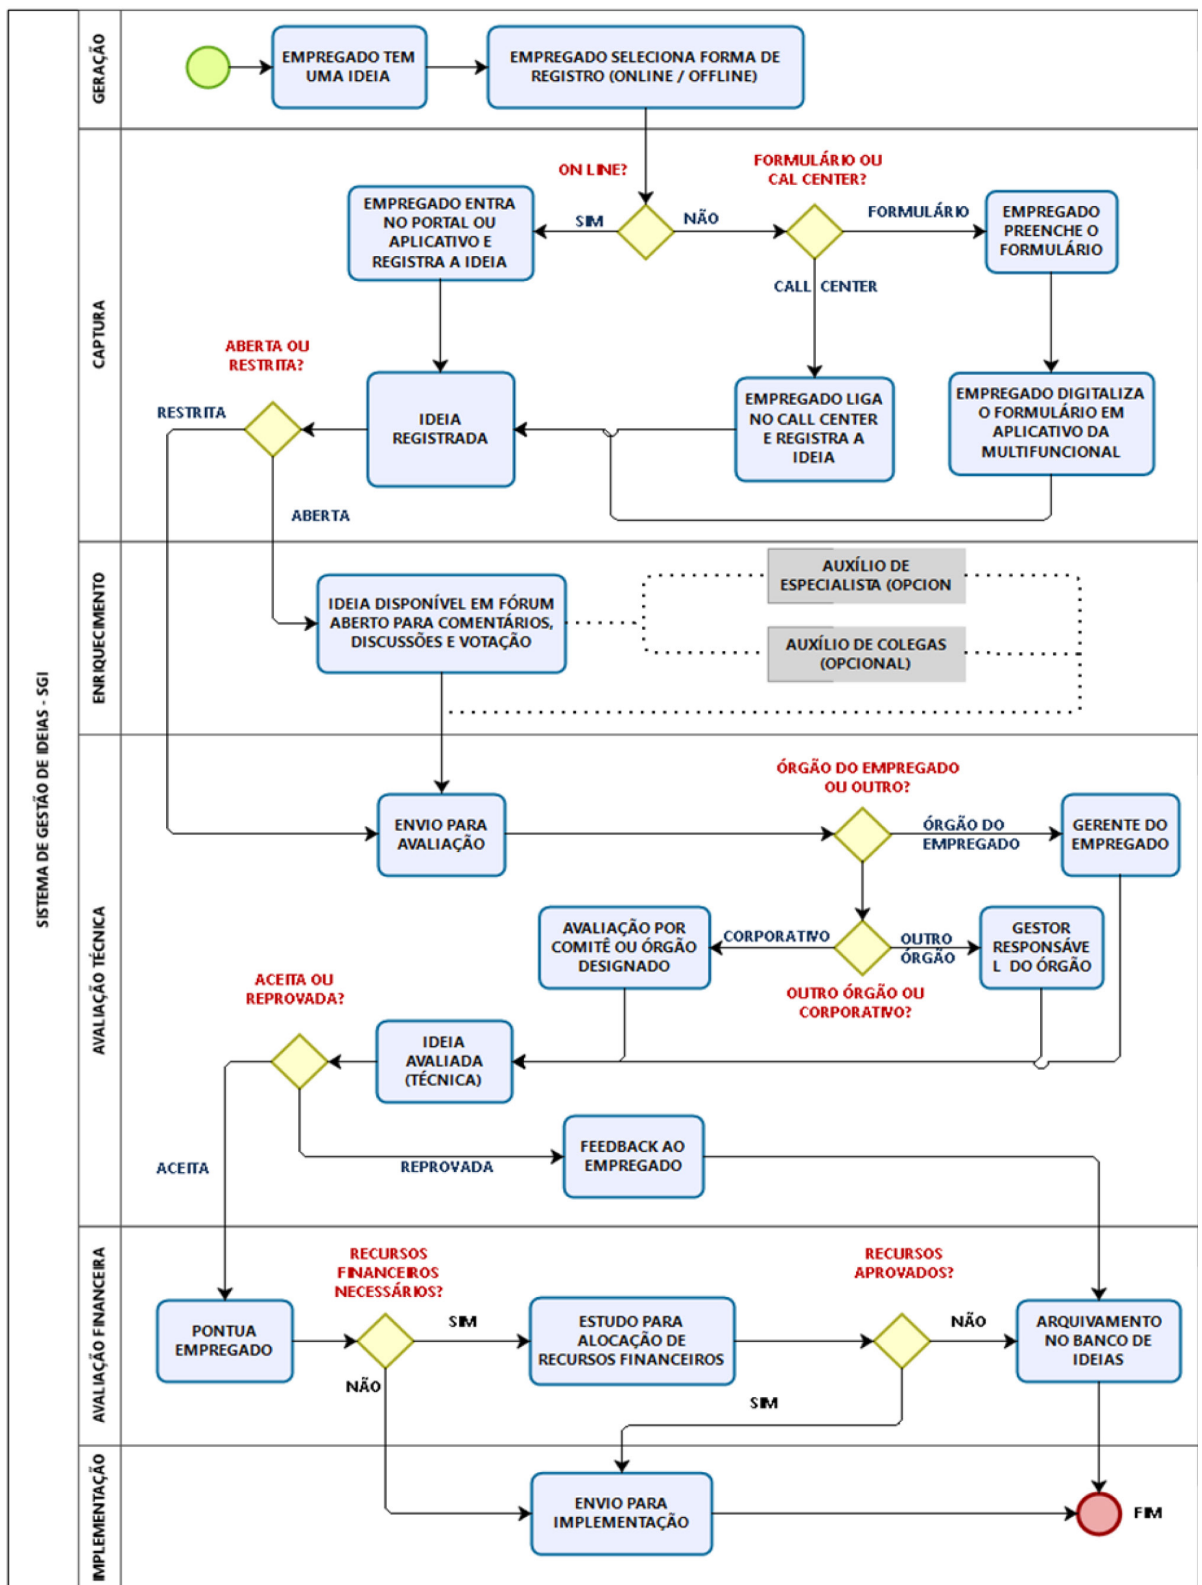 SISTEMA DE GESTÃO DE IDEIAS - SGI
GERAÇÃO
EMPREGADO TEM
UMA IDEIA
EMPREGADO SELECIONA FORMA DE
REGISTRO (ONLINE / OFFLINE)
CAPTURA
ON LINE?
FORMULÁRIO OU
CAL CENTER?
EMPREGADO ENTRA
NO PORTAL OU
APLICATIVO E
REGISTRA A IDEIA
SIM
NÃO
FORMULÁRIO
EMPREGADO
PREENCHE O
FORMULÁRIO
CALL CENTER
ABERTA OU
RESTRITA?
RESTRITA
IDEIA
REGISTRADA
EMPREGADO LIGA
NO CALL CENTER
E REGISTRA A
IDEIA
EMPREGADO DIGITALIZA
O FORMULÁRIO EM
APLICATIVO DA
MULTIFUNCIONAL
ABERTA
ENRIQUECIMENTO
IDEIA DISPONÍVEL EM FÓRUM
ABERTO PARA COMENTÁRIOS,
DISCUSSÕES E VOTAÇÃO
AUXÍLIO DE
ESPECIALISTA (OPCION
AUXÍLIO DE COLEGAS
(OPCIONAL)
AVALIAÇÃO TÉCNICA
ÓRGÃO DO EMPREGADO
OU OUTRO?
ENVIO PARA
AVALIAÇÃO
ÓRGÃO DO
EMPREGADO
GERENTE DO
EMPREGADO
AVALIAÇÃO POR
COMITÊ OU ÓRGÃO
DESIGNADO
CORPORATIVO
OUTRO
ÓRGÃO
GESTOR
RESPONSÁVE
L DO ÓRGÃO
OUTRO ÓRGÃO OU
CORPORATIVO?
ACEITA OU
REPROVADA?
IDEIA
AVALIADA
(TÉCNICA)
ACEITA
REPROVADA
FEEDBACK AO
EMPREGADO
AVALIAÇÃO FINANCEIRA
RECURSOS
FINANCEIROS
NECESSÁRIOS?
RECURSOS
APROVADOS?
PONTUA
EMPREGADO
SIM
ESTUDO PARA
ALOCAÇÃO DE
RECURSOS FINANCEIROS
NÃO
ARQUIVAMENTO
NO BANCO DE
IDEIAS
NÃO
SIM
IMPLEMENTAÇÃO
ENVIO PARA
IMPLEMENTAÇÃO
FIM